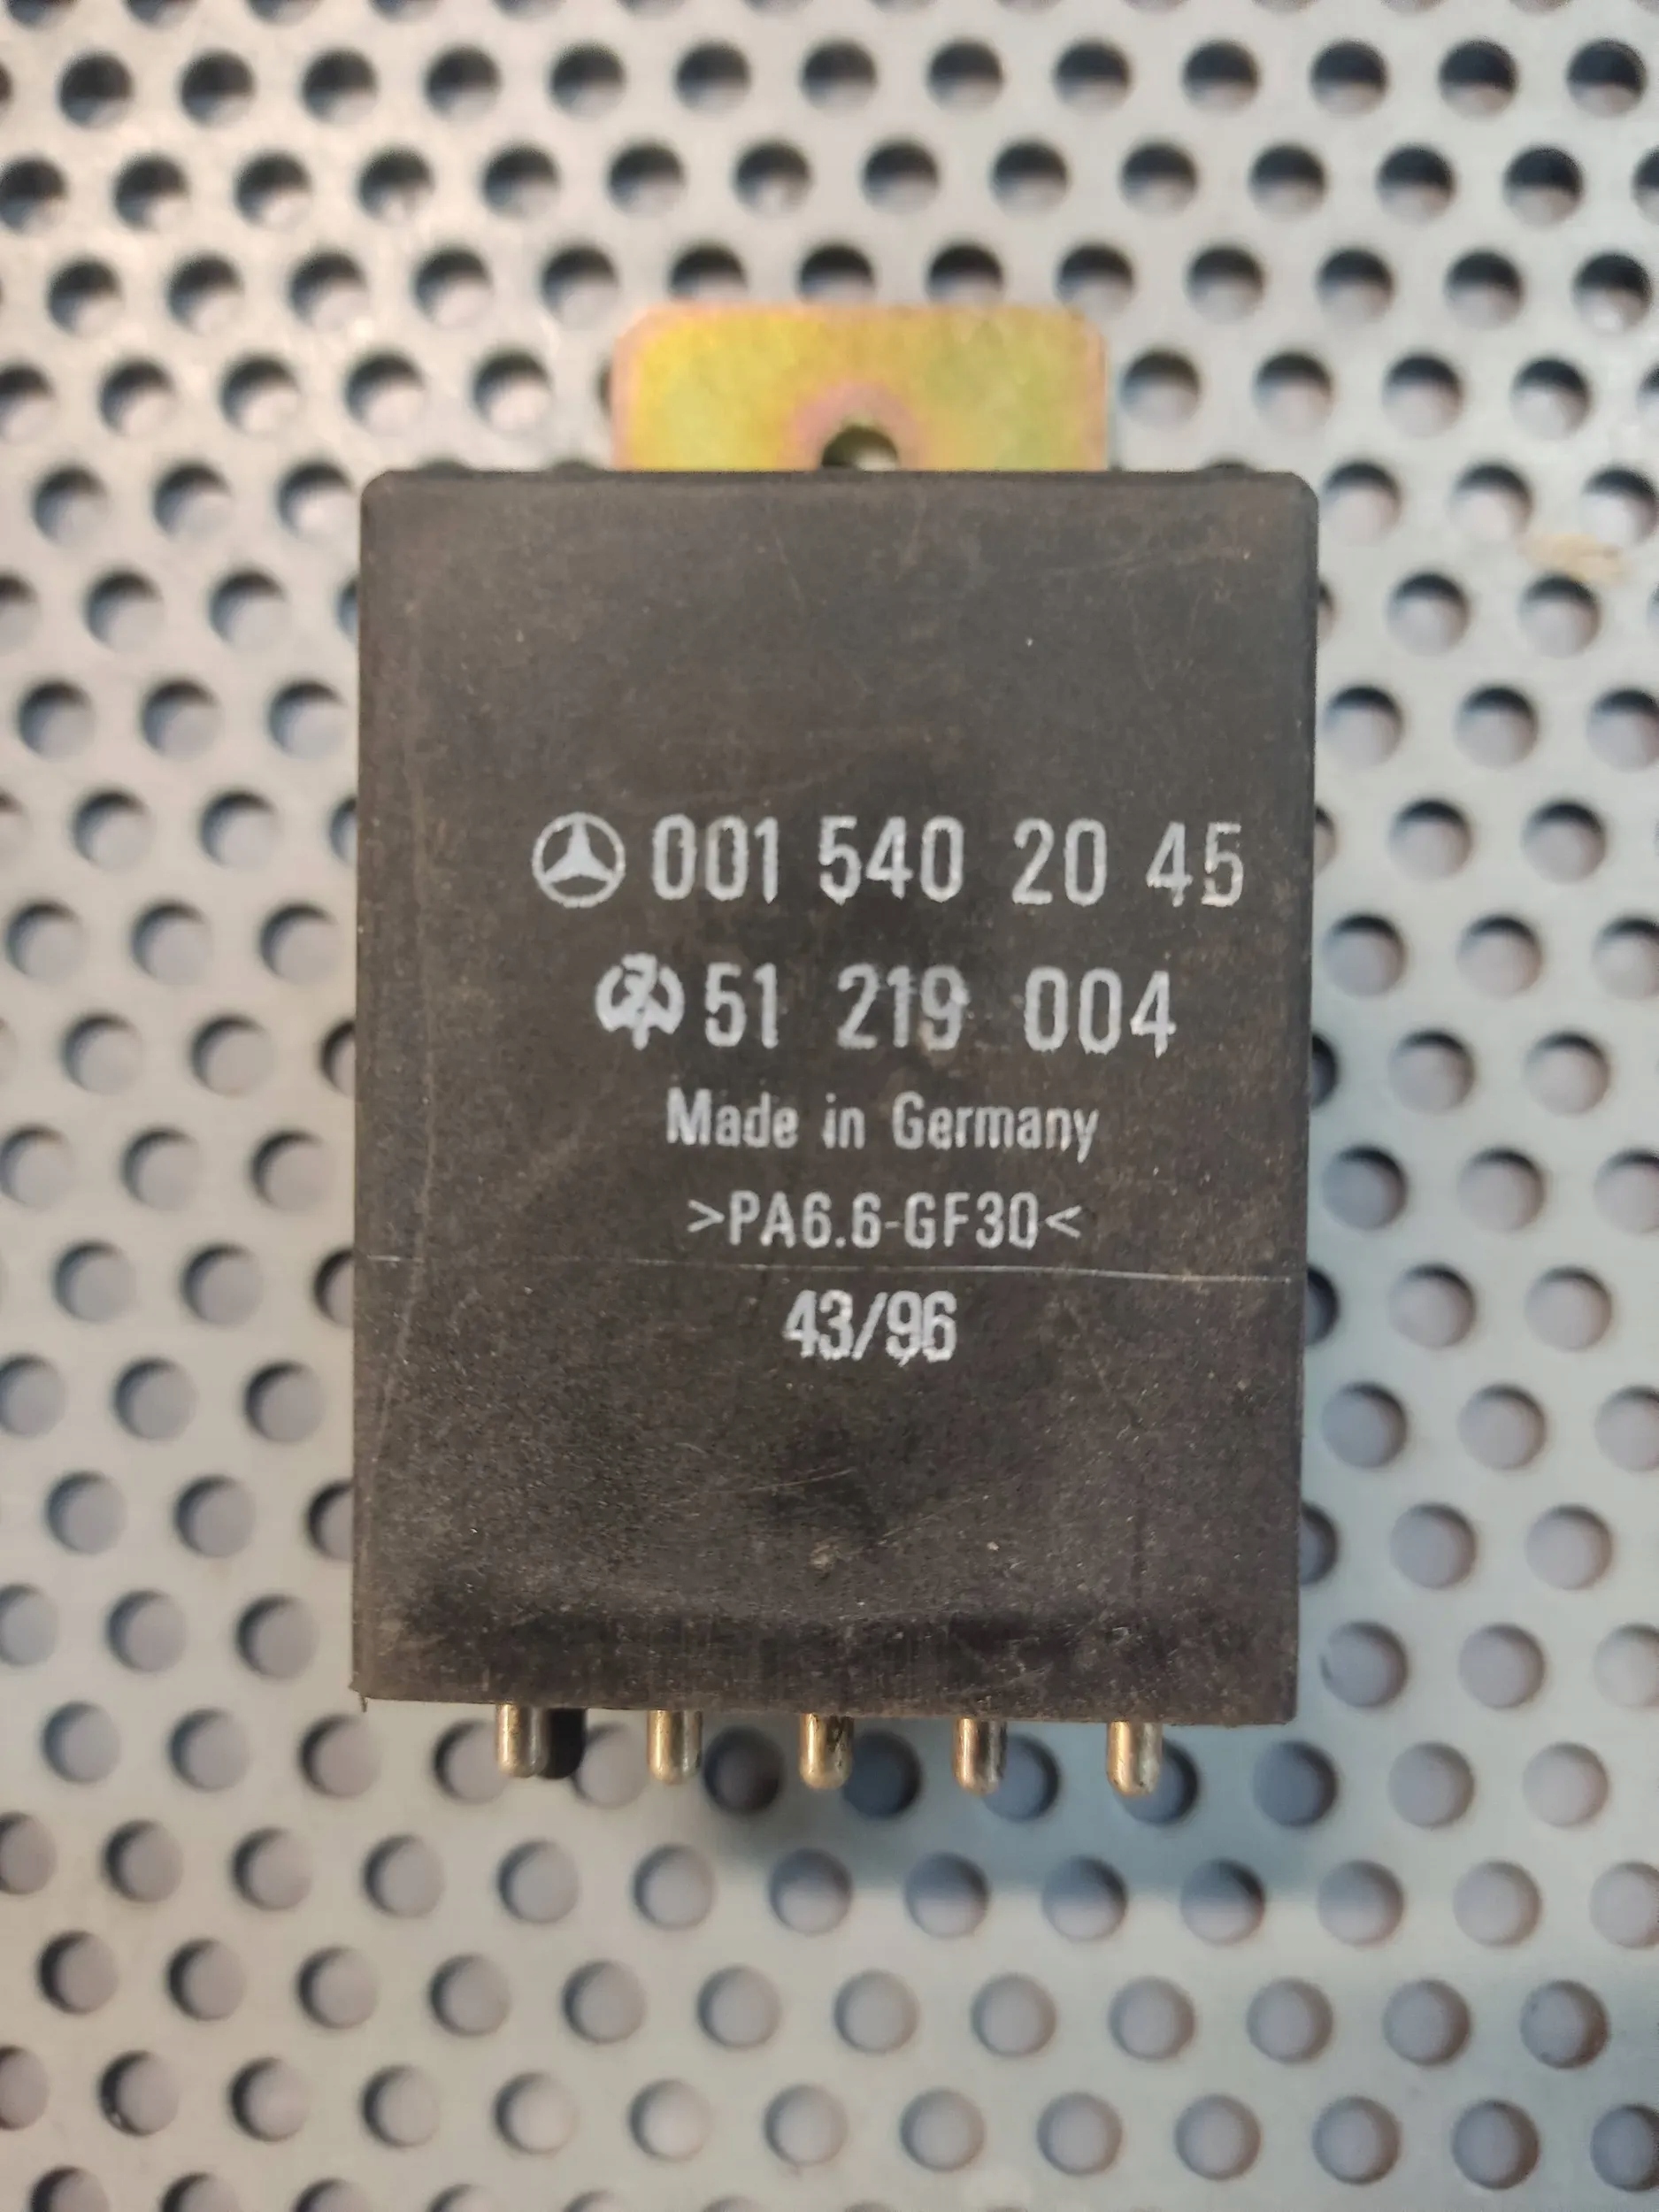 001 540 20 45
51 219 004
Made in Germany
>PA6.6-GF30<
43/96